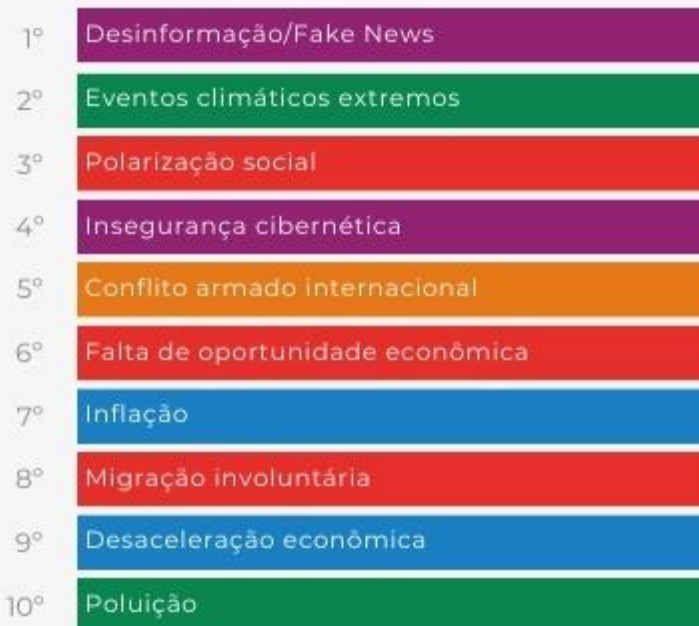 1º Desinformação/Fake News
2º Eventos climáticos extremos
3º Polarização social
4º Insegurança cibernética
5º Conflito armado internacional
6º Falta de oportunidade econômica
7º Inflação
8º Migração involuntária
9º Desaceleração econômica
10º Poluição